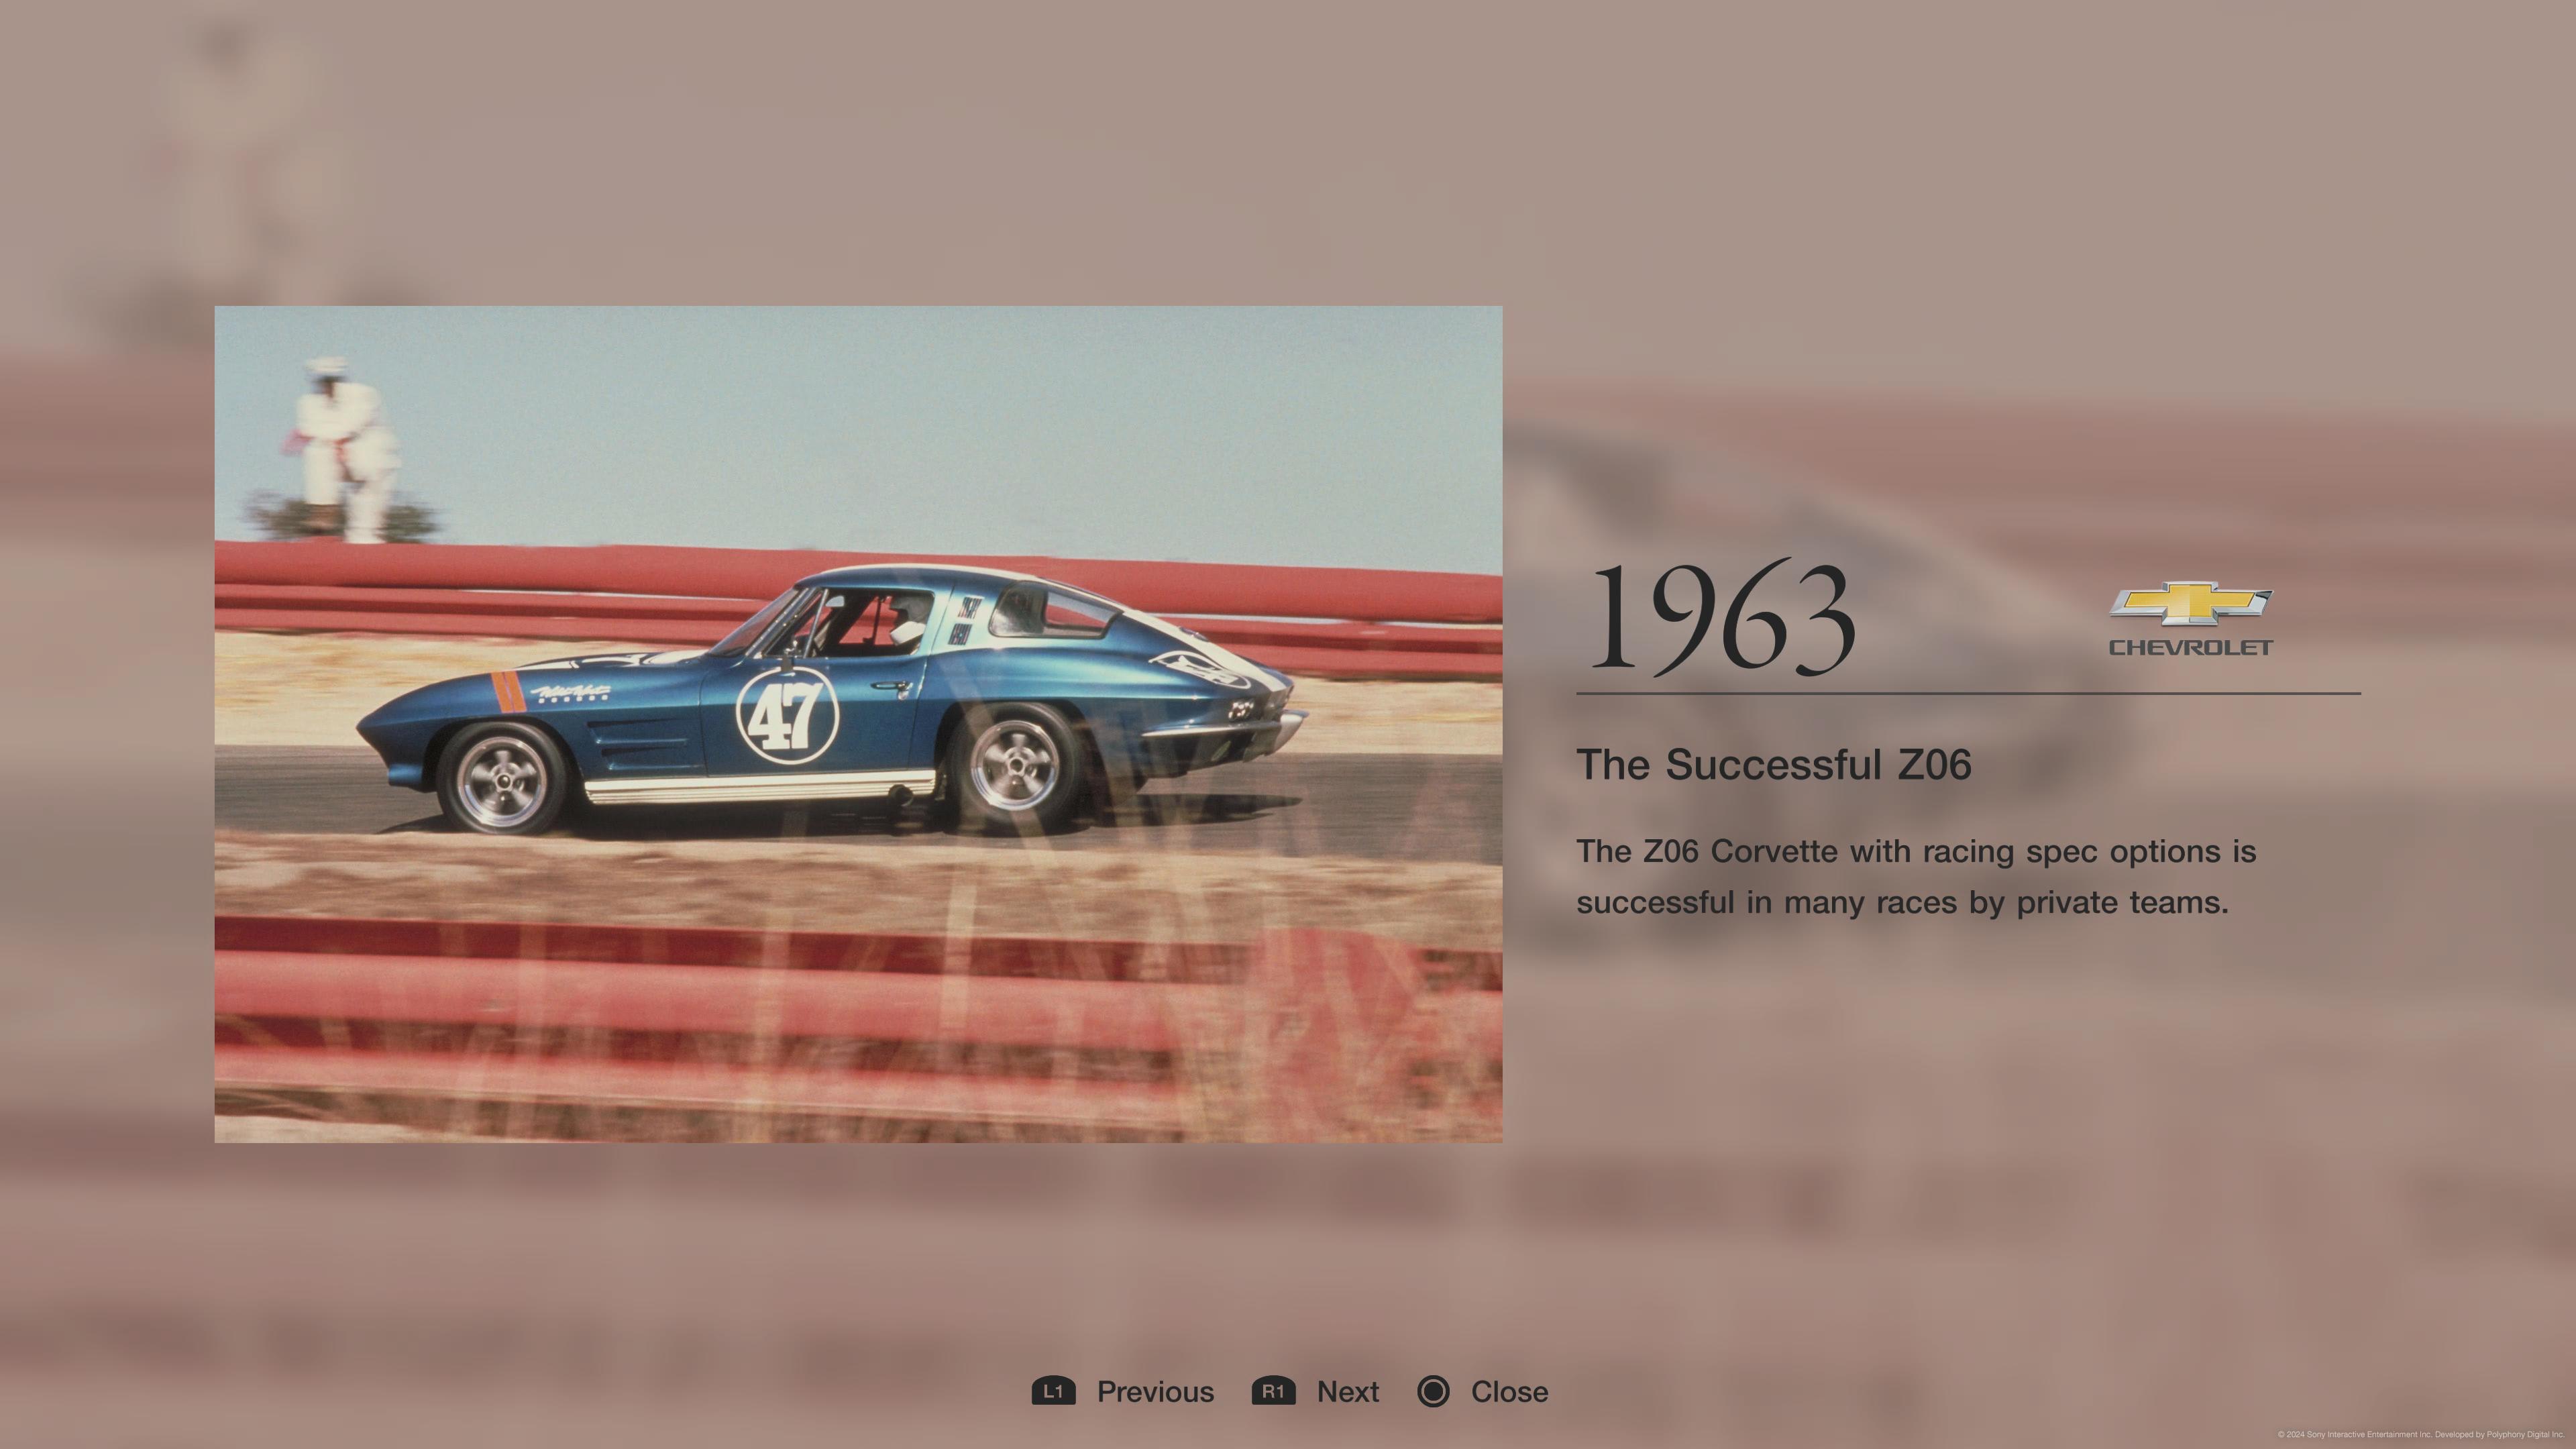 47
1963
CHEVROLET
The Successful Z06
The Z06 Corvette with racing spec options is
successful in many races by private teams.
L1 Previous R1 Next Close
© 2024 Sony Interactive Entertainment Inc. Developed by Polyphony Digital Inc.